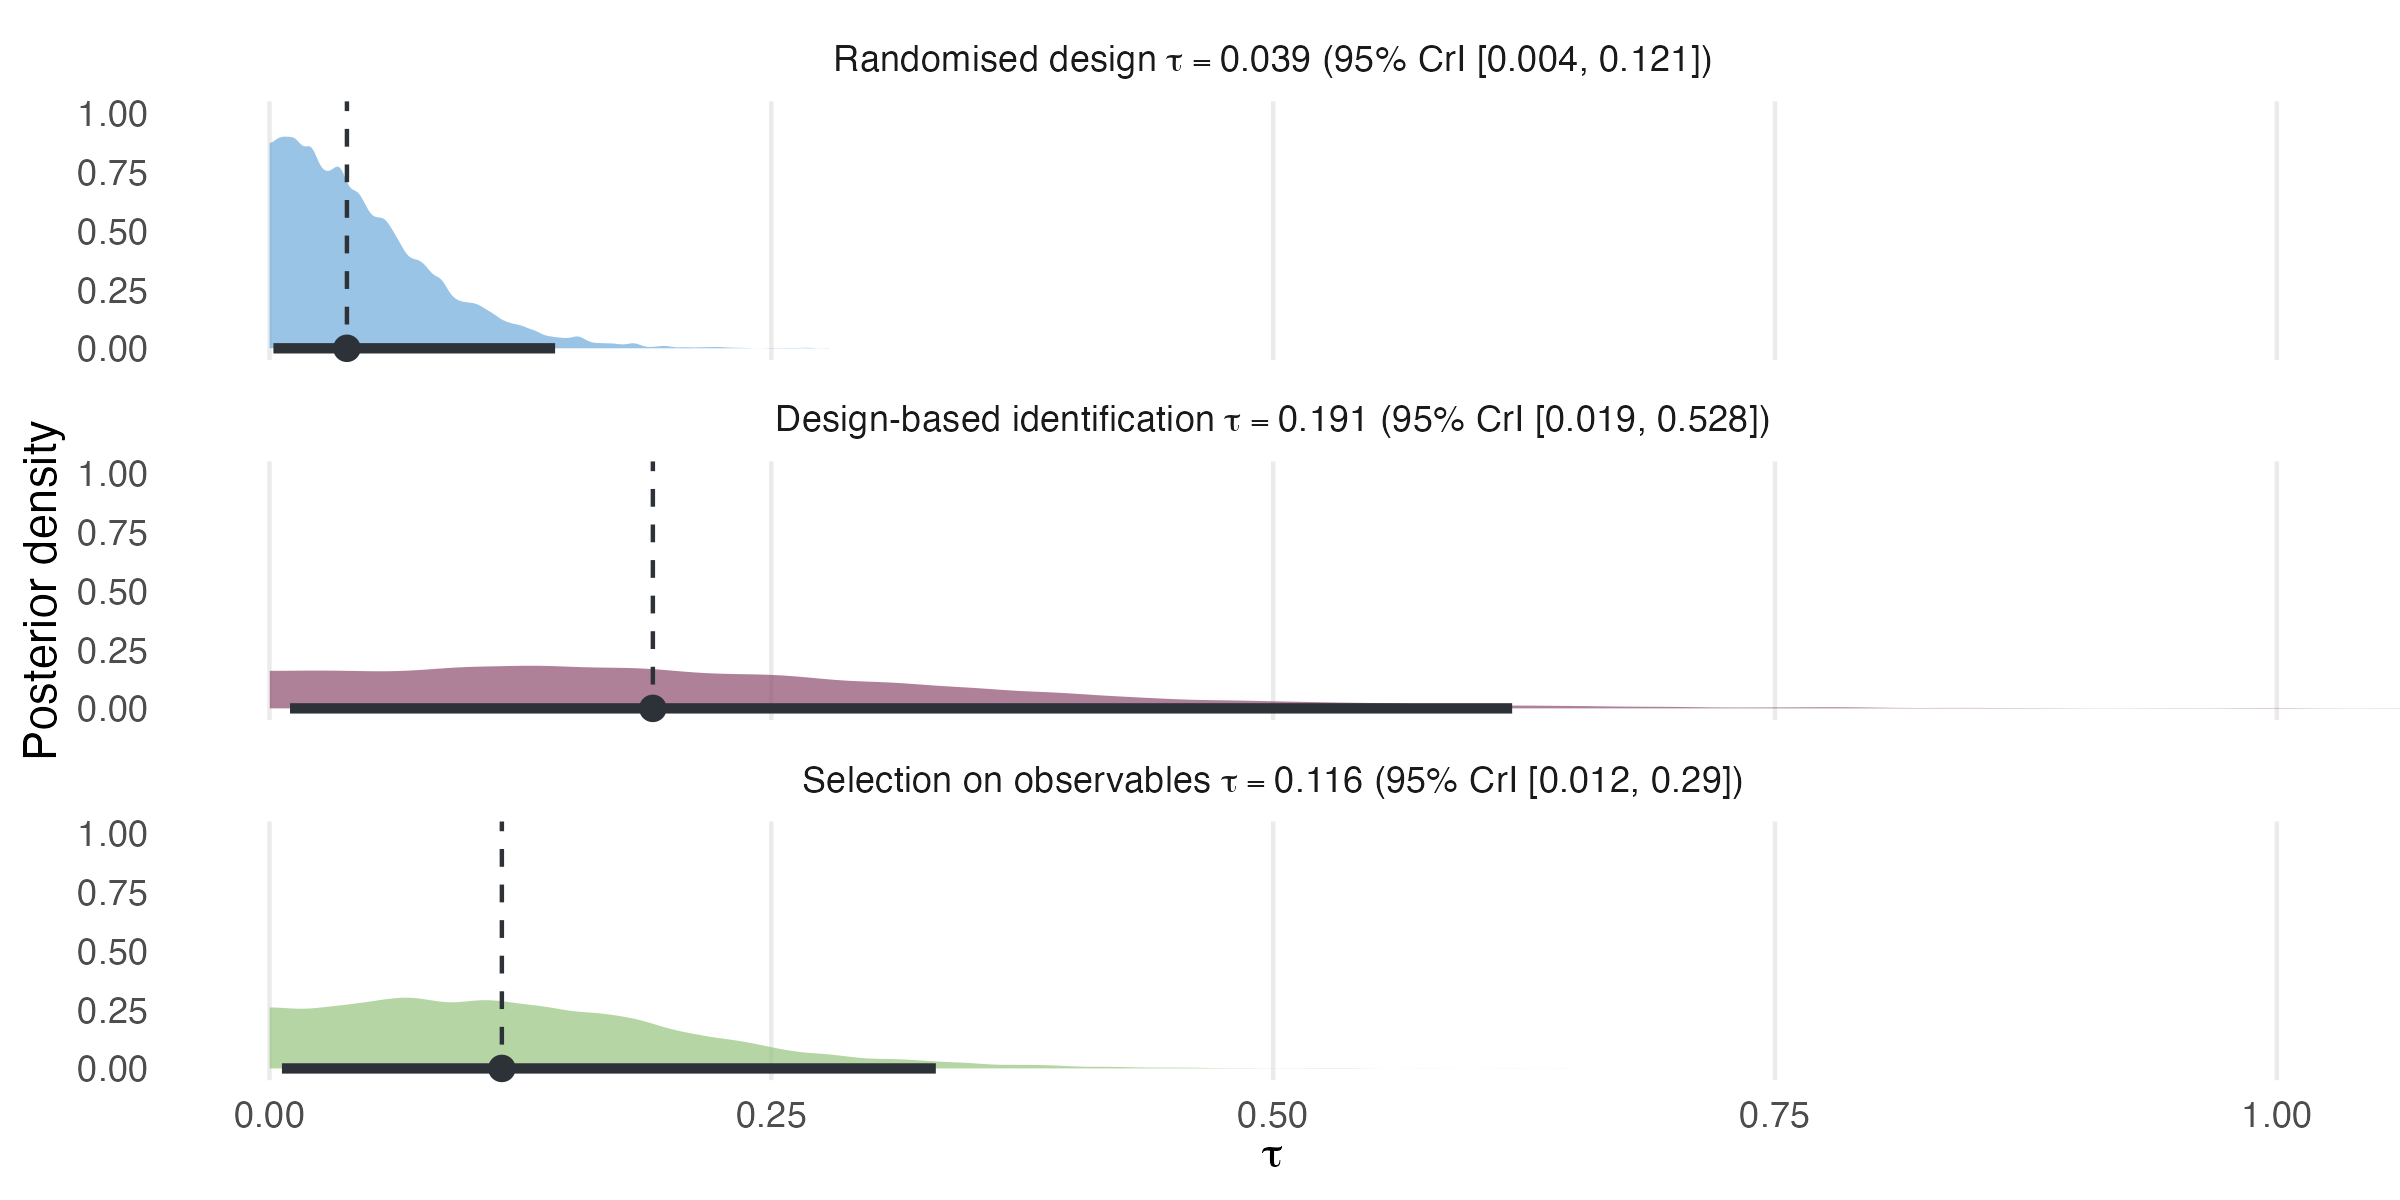 Randomised design τ = 0.039 (95% CrI [0.004, 0.121])
1.00
0.75
0.50
0.25
0.00
Design-based identification τ = 0.191 (95% CrI [0.019, 0.528])
1.00
0.75
0.50
0.25
0.00
Posterior density
Selection on observables τ = 0.116 (95% CrI [0.012, 0.29])
1.00
0.75
0.50
0.25
0.00
0.00 0.25 0.50 0.75 1.00
τ